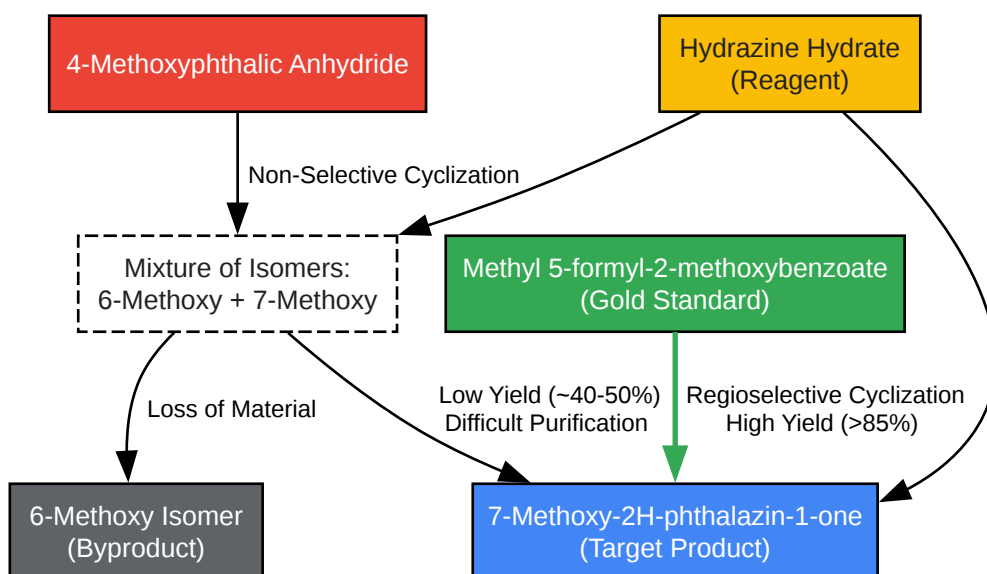 4-Methoxyphthalic Anhydride
Hydrazine Hydrate
(Reagent)
Non-Selective Cyclization
Mixture of Isomers:
6-Methoxy + 7-Methoxy
Methyl 5-formyl-2-methoxybenzoate
(Gold Standard)
Loss of Material
Low Yield (~40-50%)
Difficult Purification
Regioselective Cyclization
High Yield (>85%)
6-Methoxy Isomer
(Byproduct)
7-Methoxy-2H-phthalazin-1-one
(Target Product)